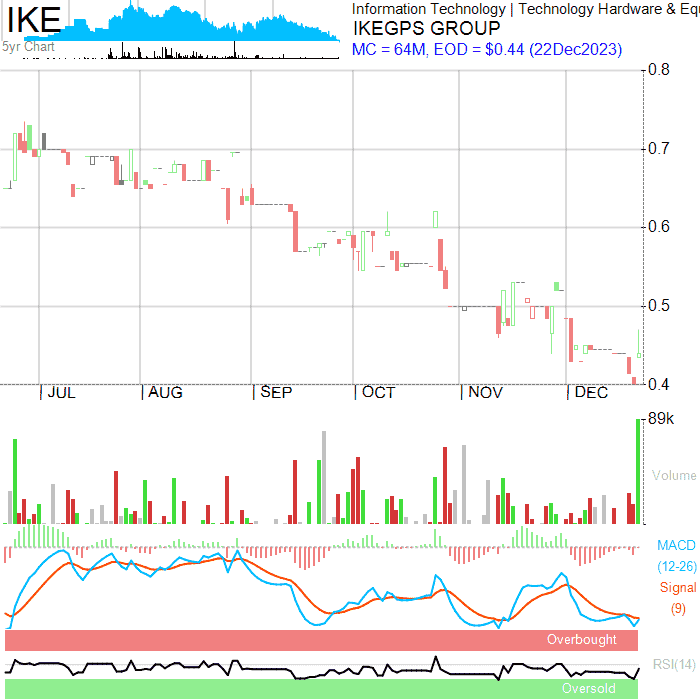 IKE
5yr Chart
Information Technology | Technology Hardware & Equ
IKEGPS GROUP
MC = 64M, EOD = $0.44 (22Dec2023)
0.8
0.7
0.6
0.5
0.4
JUL AUG SEP OCT NOV DEC
89k
Volume
MACD
(12-26)
Signal
(9)
Overbought
RSI(14)
Oversold